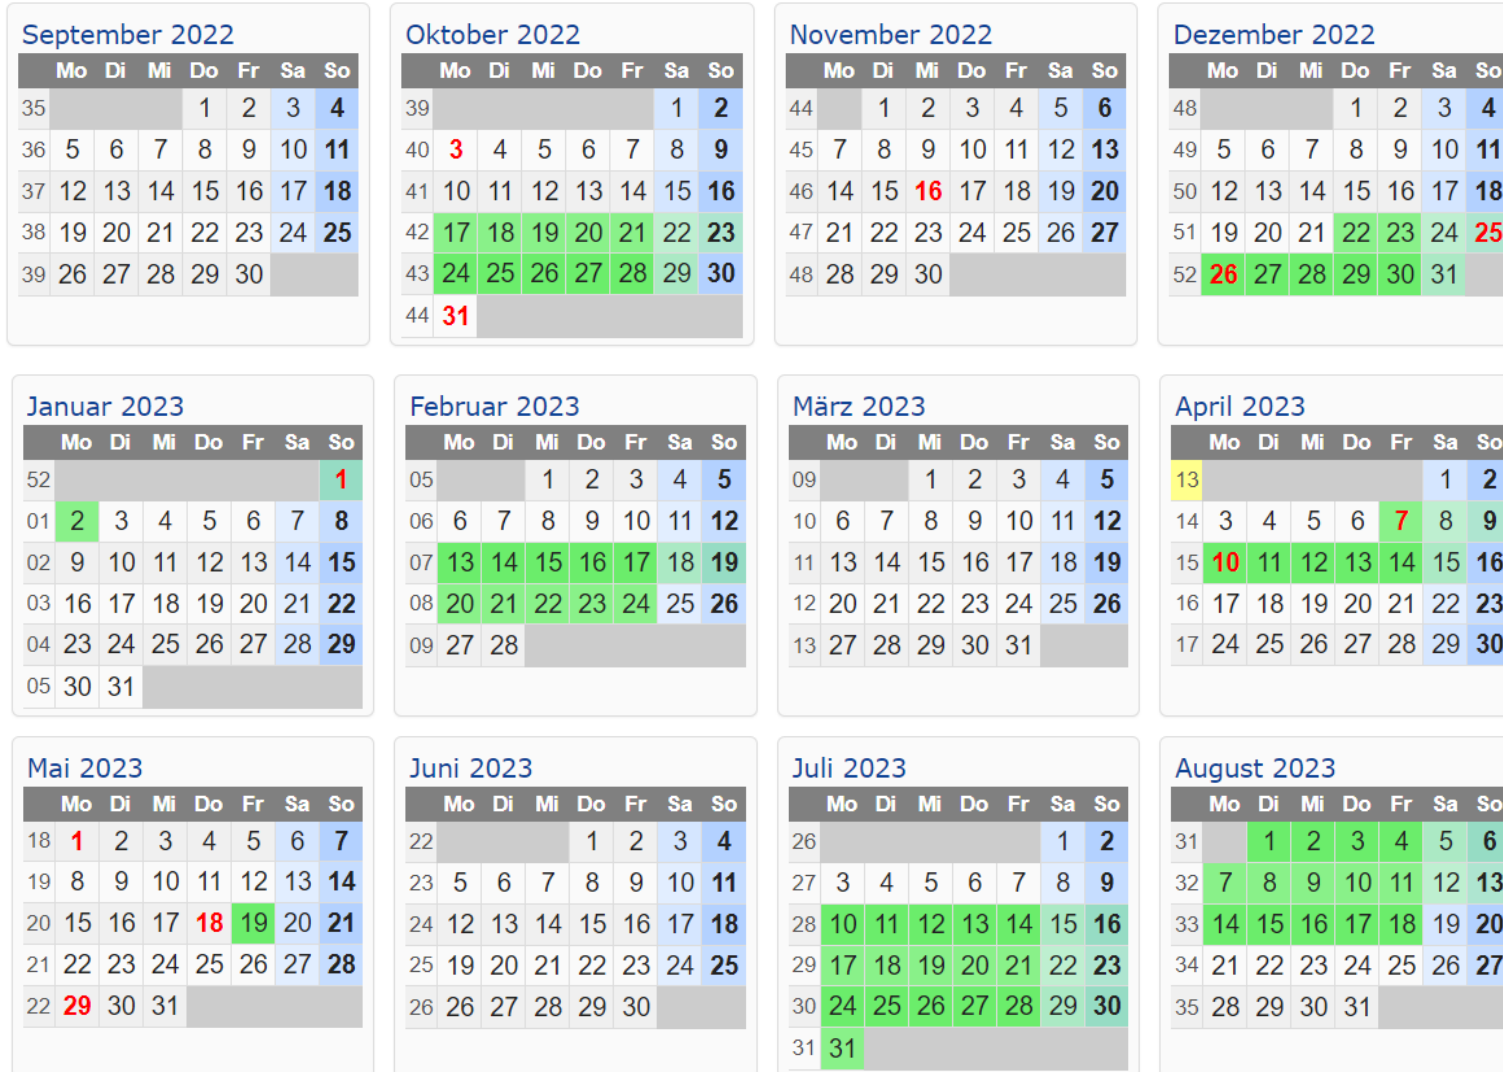 September 2022
Mo Di Mi Do Fr Sa So
35 1 2 3 4
36 5 6 7 8 9 10 11
37 12 13 14 15 16 17 18
38 19 20 21 22 23 24 25
39 26 27 28 29 30
Oktober 2022
Mo Di Mi Do Fr Sa So
39 1 2
40 3 4 5 6 7 8 9
41 10 11 12 13 14 15 16
42 17 18 19 20 21 22 23
43 24 25 26 27 28 29 30
44 31
November 2022
Mo Di Mi Do Fr Sa So
44 1 2 3 4 5 6
45 7 8 9 10 11 12 13
46 14 15 16 17 18 19 20
47 21 22 23 24 25 26 27
48 28 29 30
Dezember 2022
Mo Di Mi Do Fr Sa So
48 1 2 3 4
49 5 6 7 8 9 10 11
50 12 13 14 15 16 17 18
51 19 20 21 22 23 24 25
52 26 27 28 29 30 31
Januar 2023
Mo Di Mi Do Fr Sa So
52 1
01 2 3 4 5 6 7 8
02 9 10 11 12 13 14 15
03 16 17 18 19 20 21 22
04 23 24 25 26 27 28 29
05 30 31
Februar 2023
Mo Di Mi Do Fr Sa So
05 1 2 3 4 5
06 6 7 8 9 10 11 12
07 13 14 15 16 17 18 19
08 20 21 22 23 24 25 26
09 27 28
März 2023
Mo Di Mi Do Fr Sa So
09 1 2 3 4 5
10 6 7 8 9 10 11 12
11 13 14 15 16 17 18 19
12 20 21 22 23 24 25 26
13 27 28 29 30 31
April 2023
Mo Di Mi Do Fr Sa So
13 1 2
14 3 4 5 6 7 8 9
15 10 11 12 13 14 15 16
16 17 18 19 20 21 22 23
17 24 25 26 27 28 29 30
Mai 2023
Mo Di Mi Do Fr Sa So
18 1 2 3 4 5 6 7
19 8 9 10 11 12 13 14
20 15 16 17 18 19 20 21
21 22 23 24 25 26 27 28
22 29 30 31
Juni 2023
Mo Di Mi Do Fr Sa So
22 1 2 3 4
23 5 6 7 8 9 10 11
24 12 13 14 15 16 17 18
25 19 20 21 22 23 24 25
26 26 27 28 29 30
Juli 2023
Mo Di Mi Do Fr Sa So
26 1 2
27 3 4 5 6 7 8 9
28 10 11 12 13 14 15 16
29 17 18 19 20 21 22 23
30 24 25 26 27 28 29 30
31 31
August 2023
Mo Di Mi Do Fr Sa So
31 1 2 3 4 5 6
32 7 8 9 10 11 12 13
33 14 15 16 17 18 19 20
34 21 22 23 24 25 26 27
35 28 29 30 31